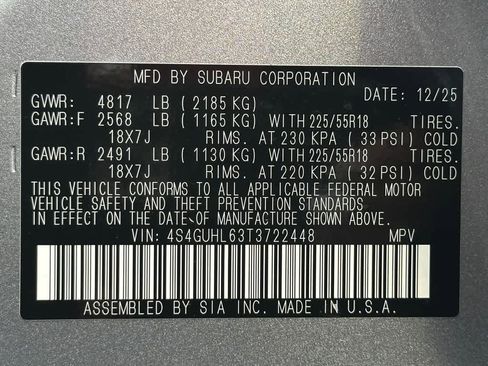 MFD BY SUBARU CORPORATION
DATE: 12/25
GVWR: 4817 LB (2185 KG)
GAWR:F 2568 LB (1165 KG) WITH 225/55R18 TIRES.
18X7J RIMS. AT 230 KPA (33 PSI) COLD
GAWR:R 2491 LB (1130 KG) WITH 225/55R18 TIRES.
18X7J RIMS. AT 220 KPA (32 PSI) COLD
THIS VEHICLE CONFORMS TO ALL APPLICABLE FEDERAL MOTOR
VEHICLE SAFETY AND THEFT PREVENTION STANDARDS
IN EFFECT ON THE DATE OF MANUFACTURE SHOWN ABOVE.
VIN: 4S4GUHL63T3722448 MPV
ASSEMBLED BY SIA INC. MADE IN U.S.A.